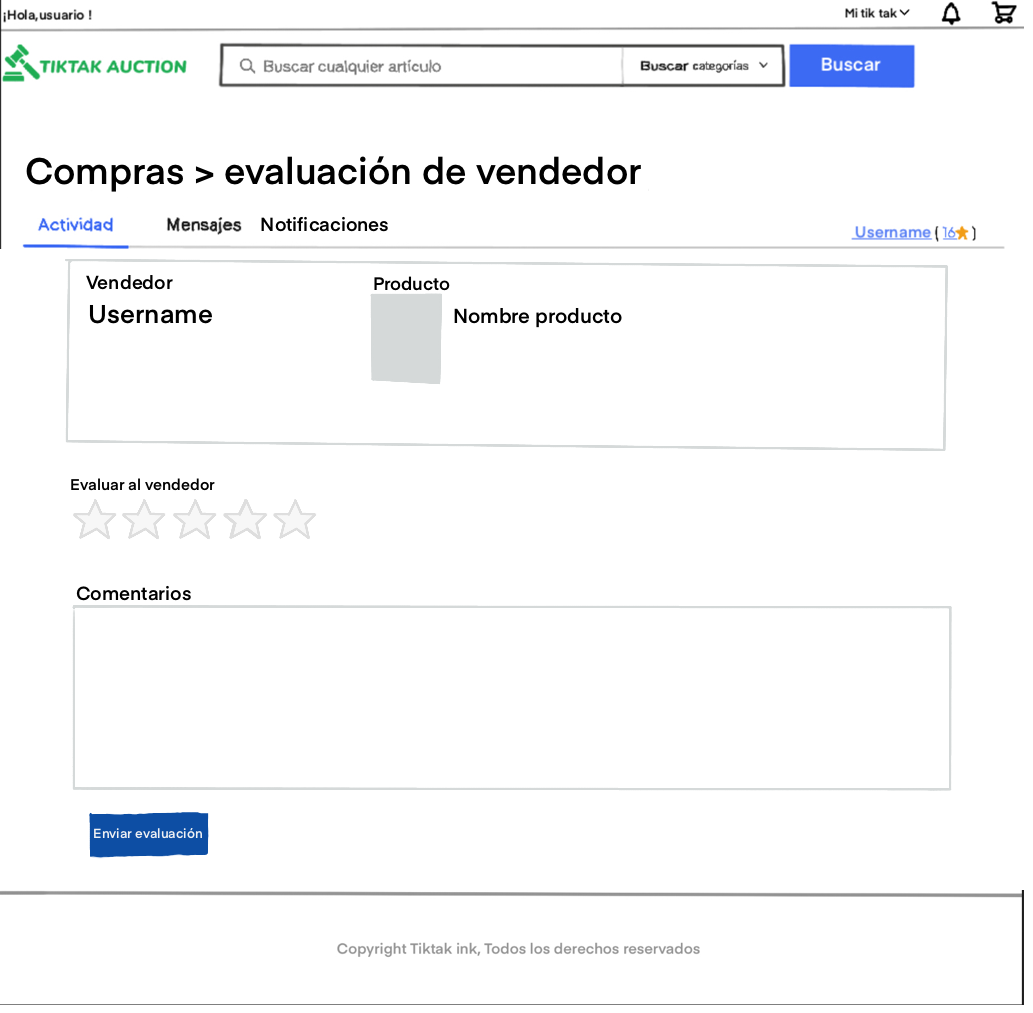 ¡Hola,usuario !
Mi tik tak
TIKTAK AUCTION
Buscar cualquier artículo
Buscar categorías
Buscar
Compras > evaluación de vendedor
Actividad
Mensajes
Notificaciones
Username ( 16 )
Vendedor
Producto
Username
Nombre producto
Evaluar al vendedor
Comentarios
Enviar evaluación
Copyright Tiktak ink, Todos los derechos reservados